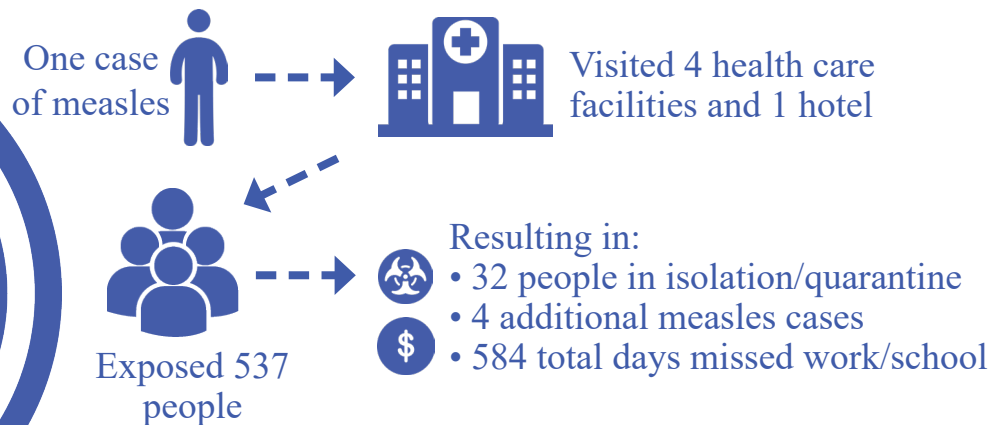 One case
of measles
Visited 4 health care
facilities and 1 hotel
Exposed 537
people
Resulting in:
• 32 people in isolation/quarantine
• 4 additional measles cases
$
• 584 total days missed work/school